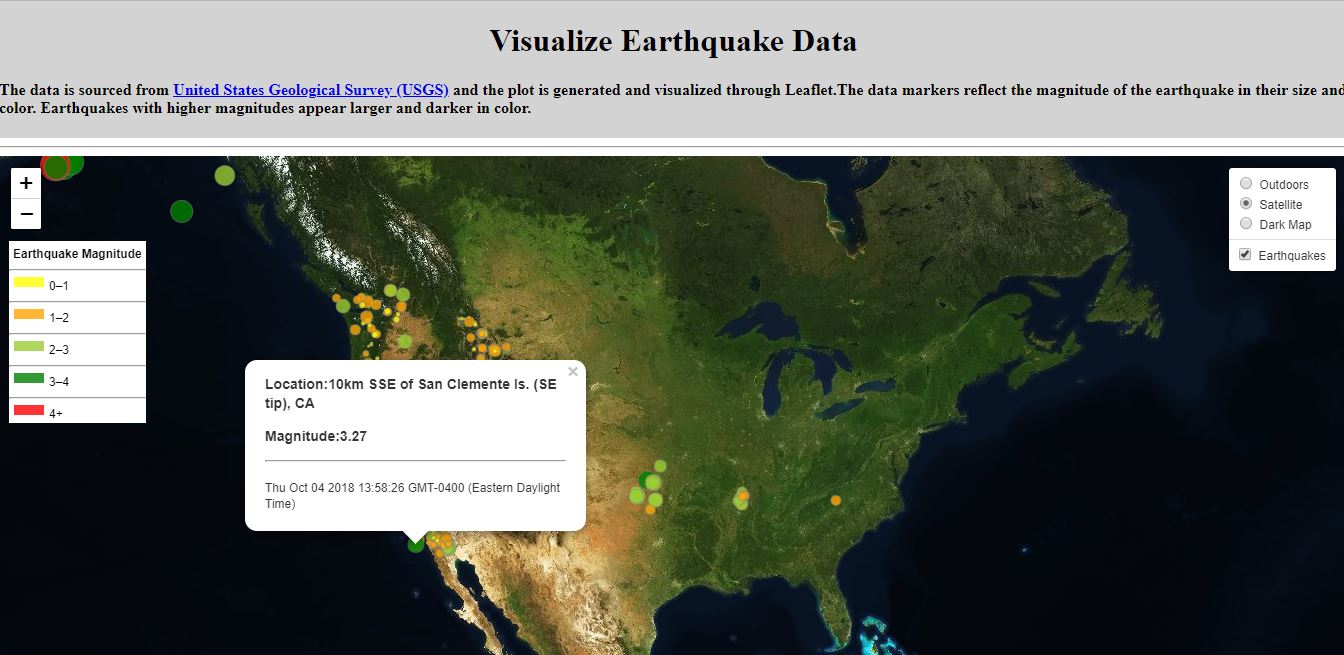 Visualize Earthquake Data
The data is sourced from United States Geological Survey (USGS) and the plot is generated and visualized through Leaflet.The data markers reflect the magnitude of the earthquake in their size and
color. Earthquakes with higher magnitudes appear larger and darker in color.
+
−
Outdoors
Satellite
Dark Map
Earthquakes
Earthquake Magnitude
0–1
1–2
2–3
3–4
4+
×
Location:10km SSE of San Clemente Is. (SE
tip), CA
Magnitude:3.27
Thu Oct 04 2018 13:58:26 GMT-0400 (Eastern Daylight
Time)